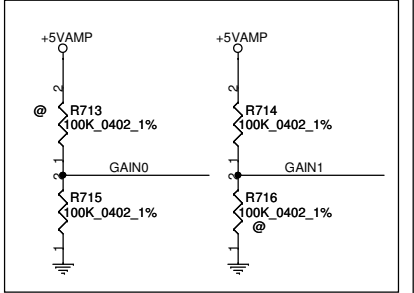 +5VAMP
+5VAMP
2
2
@
R713
100K_0402_1%
R714
100K_0402_1%
1
1
GAIN0
GAIN1
2
2
R715
100K_0402_1%
R716
100K_0402_1%
@
1
1